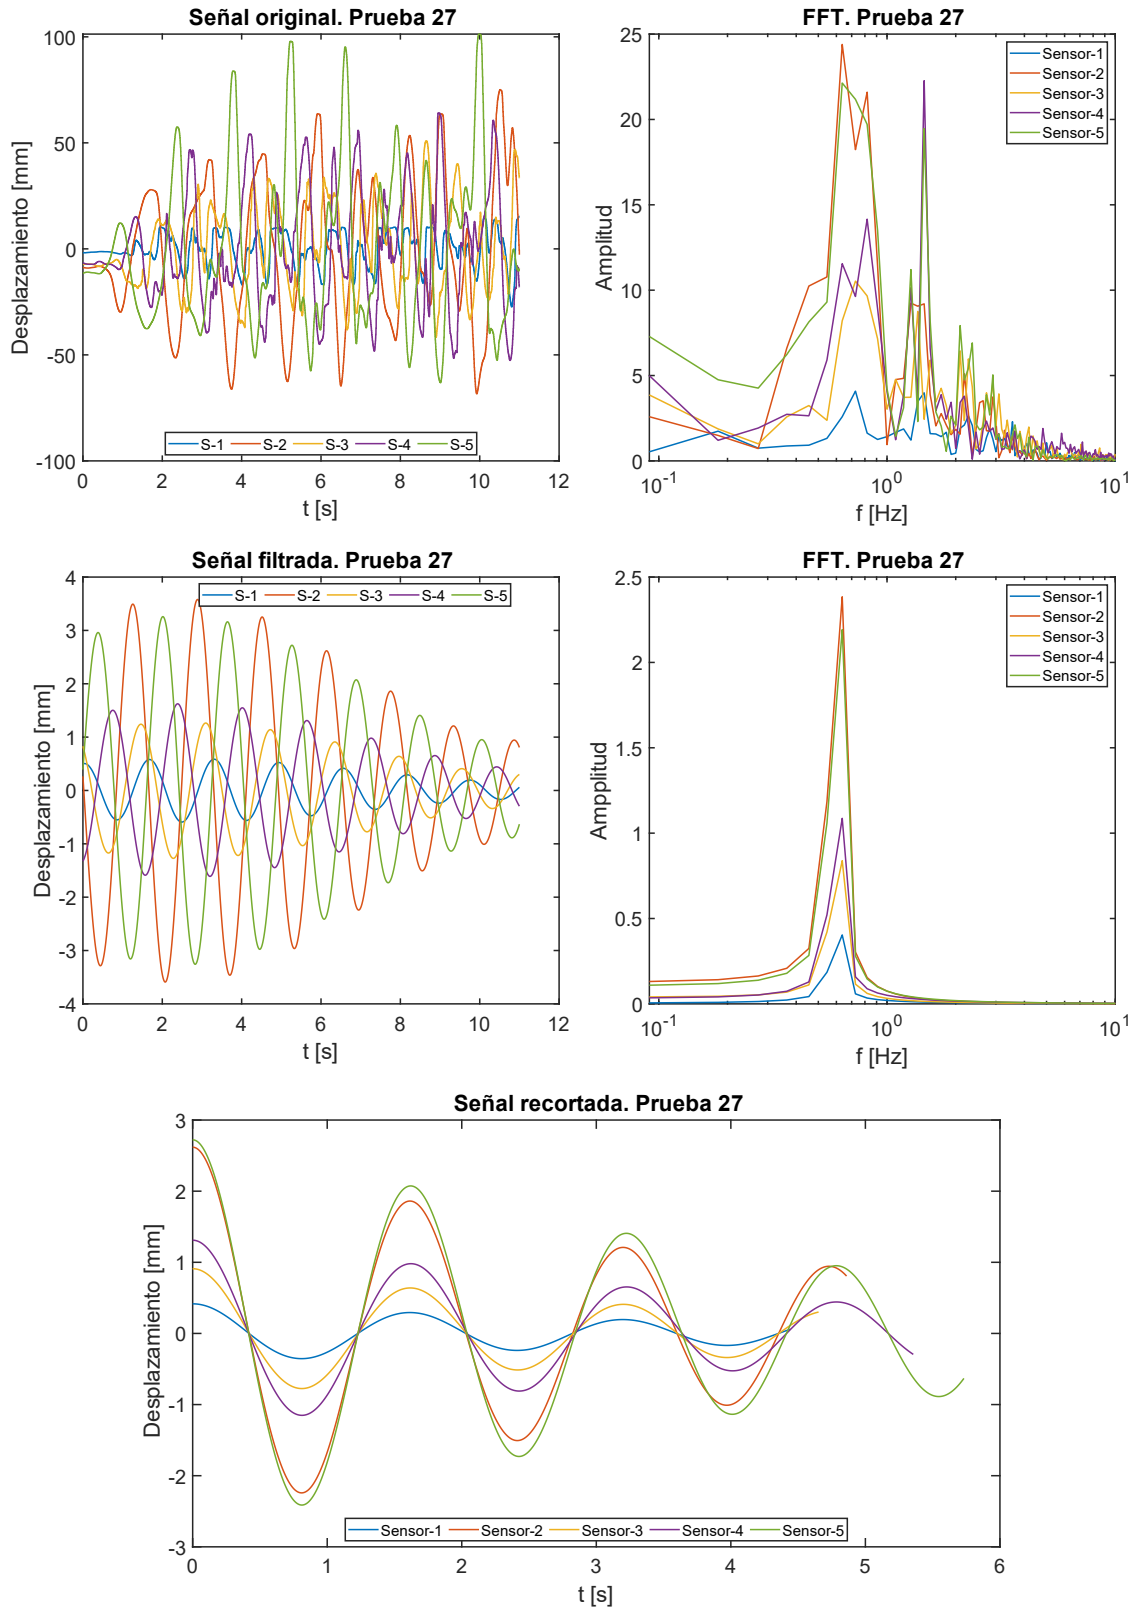 Señal original. Prueba 27
100
50
0
-50
-100
Desplazamiento [mm]
S-1 S-2 S-3 S-4 S-5
0 2 4 6 8 10 12
t [s]
FFT. Prueba 27
25
20
15
10
5
0
Amplitud
Sensor-1
Sensor-2
Sensor-3
Sensor-4
Sensor-5
10-1 100 101
f [Hz]
Señal filtrada. Prueba 27
4
3
2
1
0
-1
-2
-3
-4
Desplazamiento [mm]
S-1 S-2 S-3 S-4 S-5
0 2 4 6 8 10 12
t [s]
FFT. Prueba 27
2.5
2
1.5
1
0.5
0
Ampplitud
Sensor-1
Sensor-2
Sensor-3
Sensor-4
Sensor-5
10-1 100 101
f [Hz]
Señal recortada. Prueba 27
3
2
1
0
-1
-2
-3
Desplazamiento [mm]
Sensor-1 Sensor-2 Sensor-3 Sensor-4 Sensor-5
0 1 2 3 4 5 6
t [s]